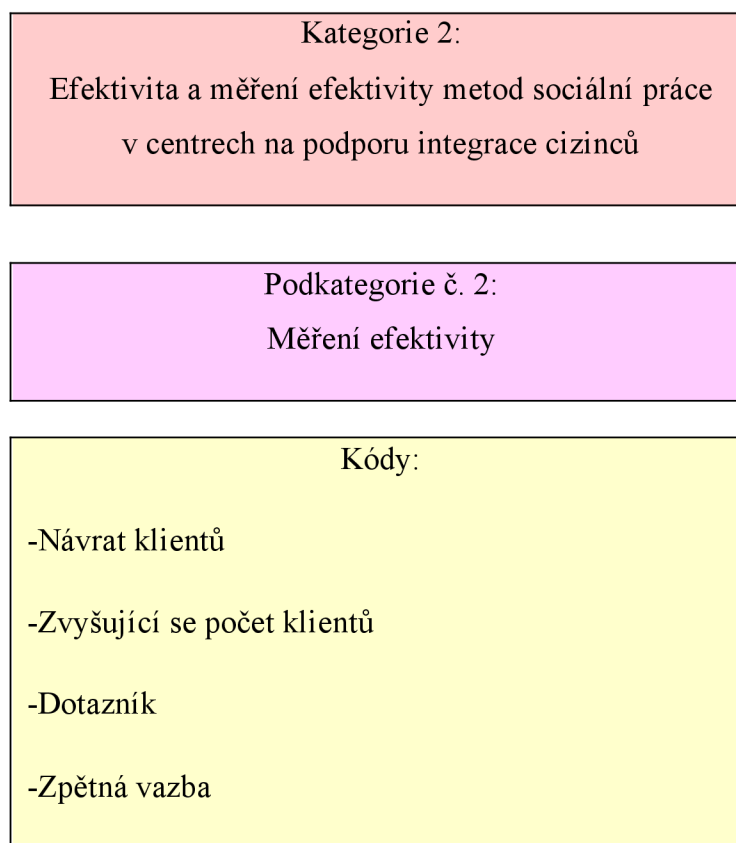 Kategorie 2:
Efektivita a měření efektivity metod sociální práce
v centrech na podporu integrace cizinců
Podkategorie č. 2:
Měření efektivity
Kódy:
-Návrat klientů
-Zvyšující se počet klientů
-Dotazník
-Zpětná vazba